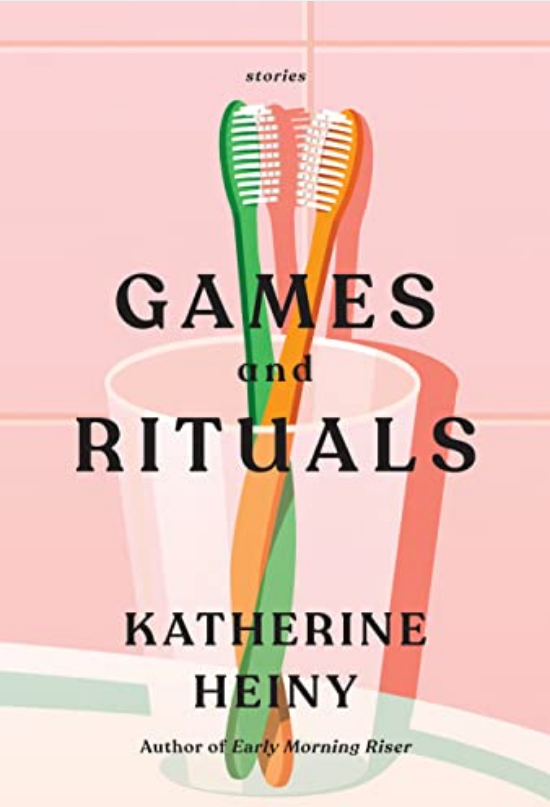 stories
GAMES
and
RITUALS
KATHERINE
HEINY
Author of Early Morning Riser